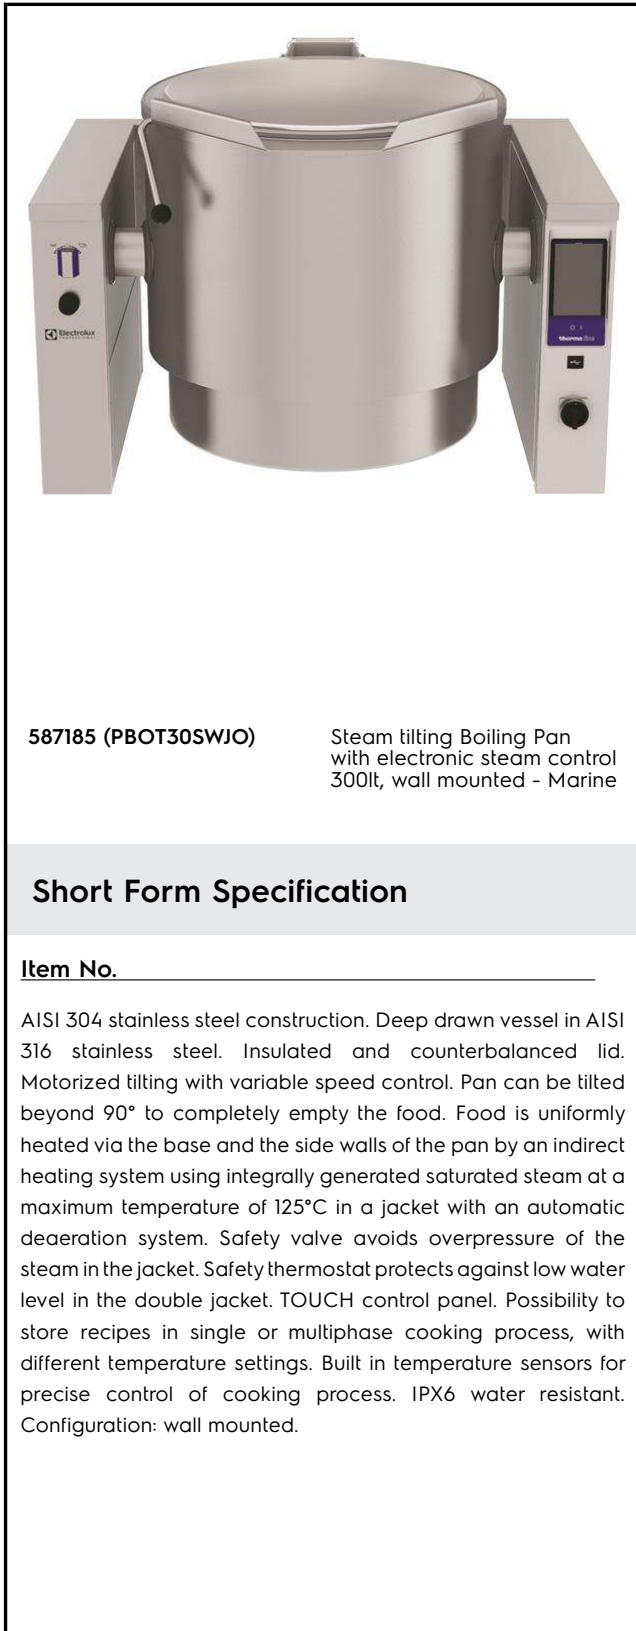 Electrolux
PROFESSIONAL
thermaline
587185 (PBOT30SWJO)
Steam tilting Boiling Pan
with electronic steam control
300lt, wall mounted - Marine
Short Form Specification
Item No.
AISI 304 stainless steel construction. Deep drawn vessel in AISI
316 stainless steel. Insulated and counterbalanced lid.
Motorized tilting with variable speed control. Pan can be tilted
beyond 90° to completely empty the food. Food is uniformly
heated via the base and the side walls of the pan by an indirect
heating system using integrally generated saturated steam at a
maximum temperature of 125°C in a jacket with an automatic
deaeration system. Safety valve avoids overpressure of the
steam in the jacket. Safety thermostat protects against low water
level in the double jacket. TOUCH control panel. Possibility to
store recipes in single or multiphase cooking process, with
different temperature settings. Built in temperature sensors for
precise control of cooking process. IPX6 water resistant.
Configuration: wall mounted.